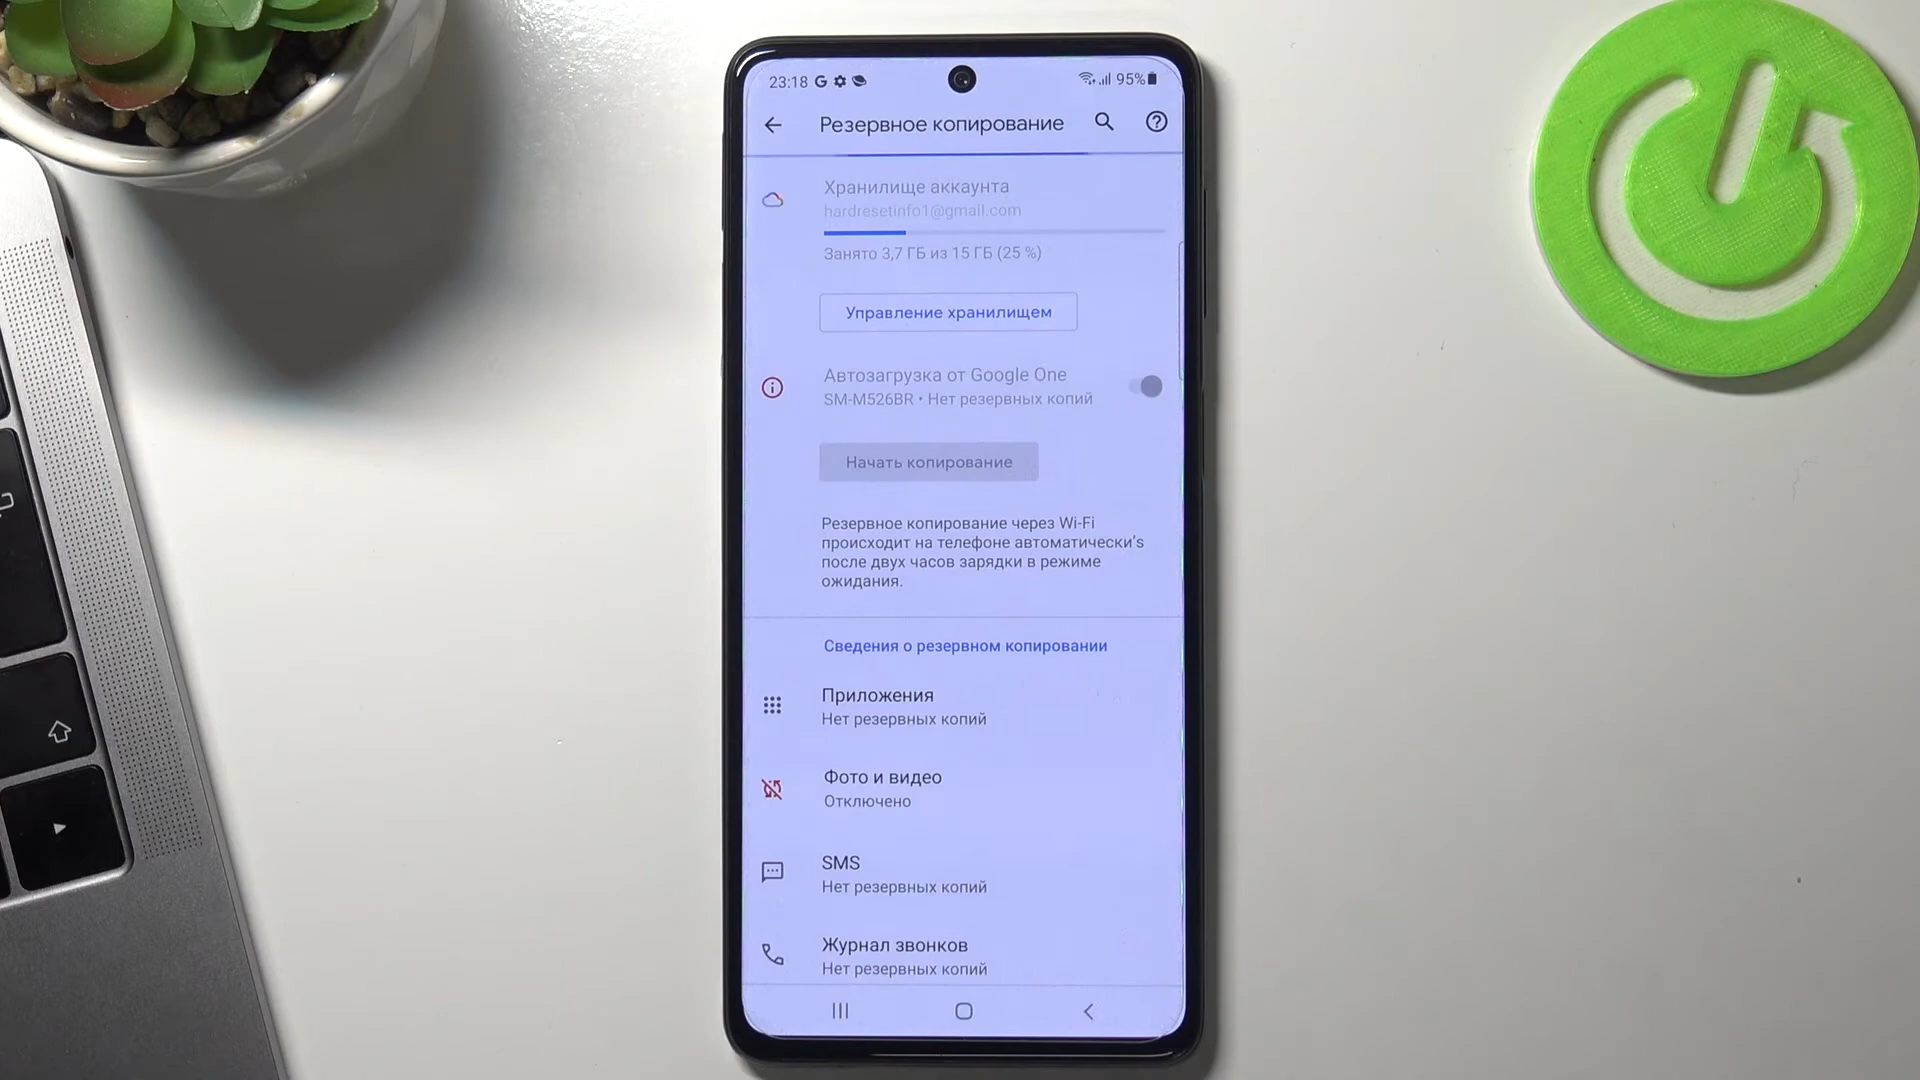 23:18 G 95%
Резервное копирование
Хранилище аккаунта
hardresetinfo1@gmail.com
Занято 3,7 ГБ из 15 ГБ (25 %)
Управление хранилищем
Автозагрузка от Google One
SM-M526BR • Нет резервных копий
Начать копирование
Резервное копирование через Wi-Fi
происходит на телефоне автоматически’s
после двух часов зарядки в режиме
ожидания.
Сведения о резервном копировании
Приложения
Нет резервных копий
Фото и видео
Отключено
SMS
Нет резервных копий
Журнал звонков
Нет резервных копий